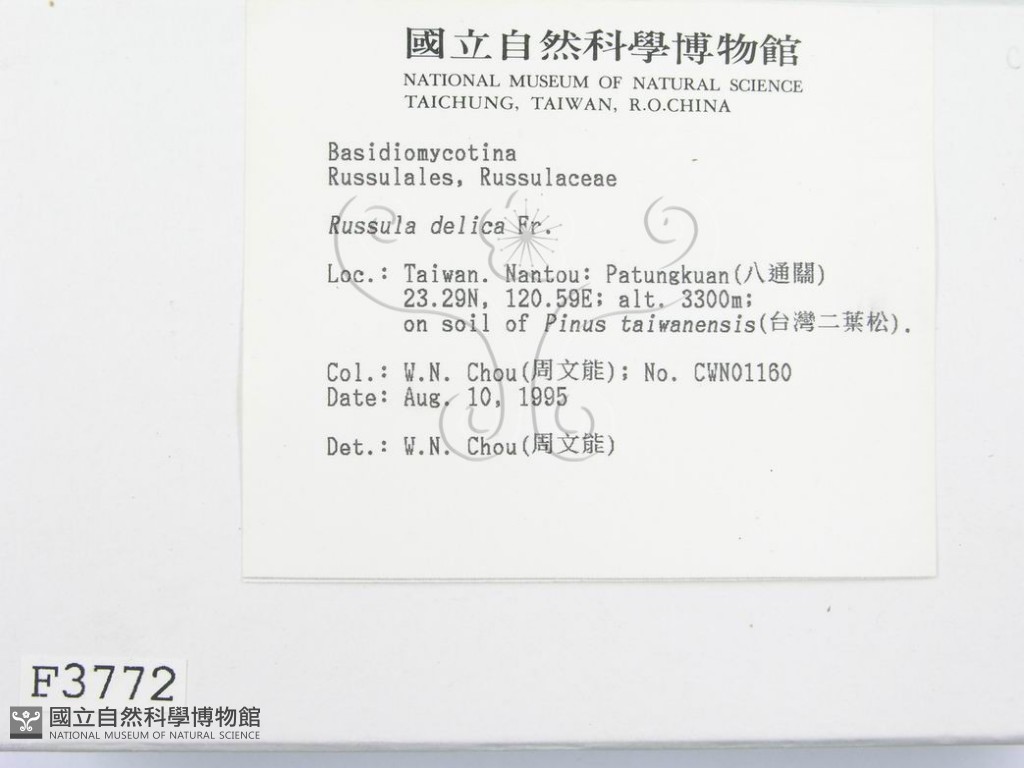 國立自然科學博物館
NATIONAL MUSEUM OF NATURAL SCIENCE
TAICHUNG, TAIWAN, R.O.CHINA
Basidiomycotina
Russulales, Russulaceae
Russula delica Fr.
Loc.: Taiwan. Nantou: Patungkuan(八通關)
23.29N, 120.59E; alt. 3300m;
on soil of Pinus taiwanensis(台灣二葉松).
Col.: W.N. Chou(周文能); No. CWN01160
Date: Aug. 10, 1995
Det.: W.N. Chou(周文能)
F3772
國立自然科學博物館
NATIONAL MUSEUM OF NATURAL SCIENCE